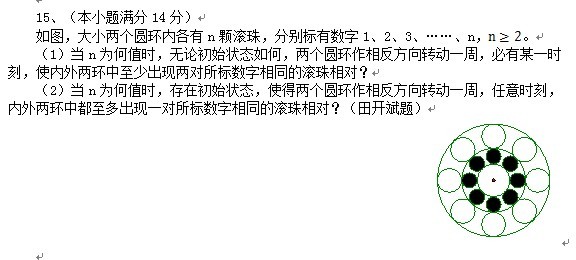 15、（本小题满分 14 分）
如图，大小两个圆环内各有 n 颗滚珠，分别标有数字 1、2、3、……、n，n≥2。
（1）当 n 为何值时，无论初始状态如何，两个圆环作相反方向转动一周，必有某一时
刻，使内外两环中至少出现两对所标数字相同的滚珠相对？
（2）当 n 为何值时，存在初始状态，使得两个圆环作相反方向转动一周，任意时刻，
内外两环中都至多出现一对所标数字相同的滚珠相对？（田开斌题）